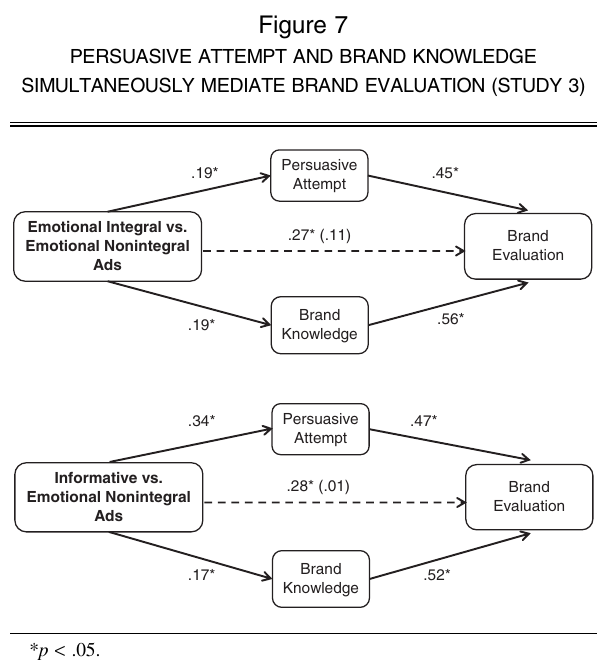 Figure 7
PERSUASIVE ATTEMPT AND BRAND KNOWLEDGE
SIMULTANEOUSLY MEDIATE BRAND EVALUATION (STUDY 3)
.19*
Persuasive
Attempt
.45*
Emotional Integral vs.
Emotional Nonintegral
Ads
.27* (.11)
Brand
Evaluation
.19*
Brand
Knowledge
.56*
.34*
Persuasive
Attempt
.47*
Informative vs.
Emotional Nonintegral
Ads
.28* (.01)
Brand
Evaluation
.17*
Brand
Knowledge
.52*
*p < .05.